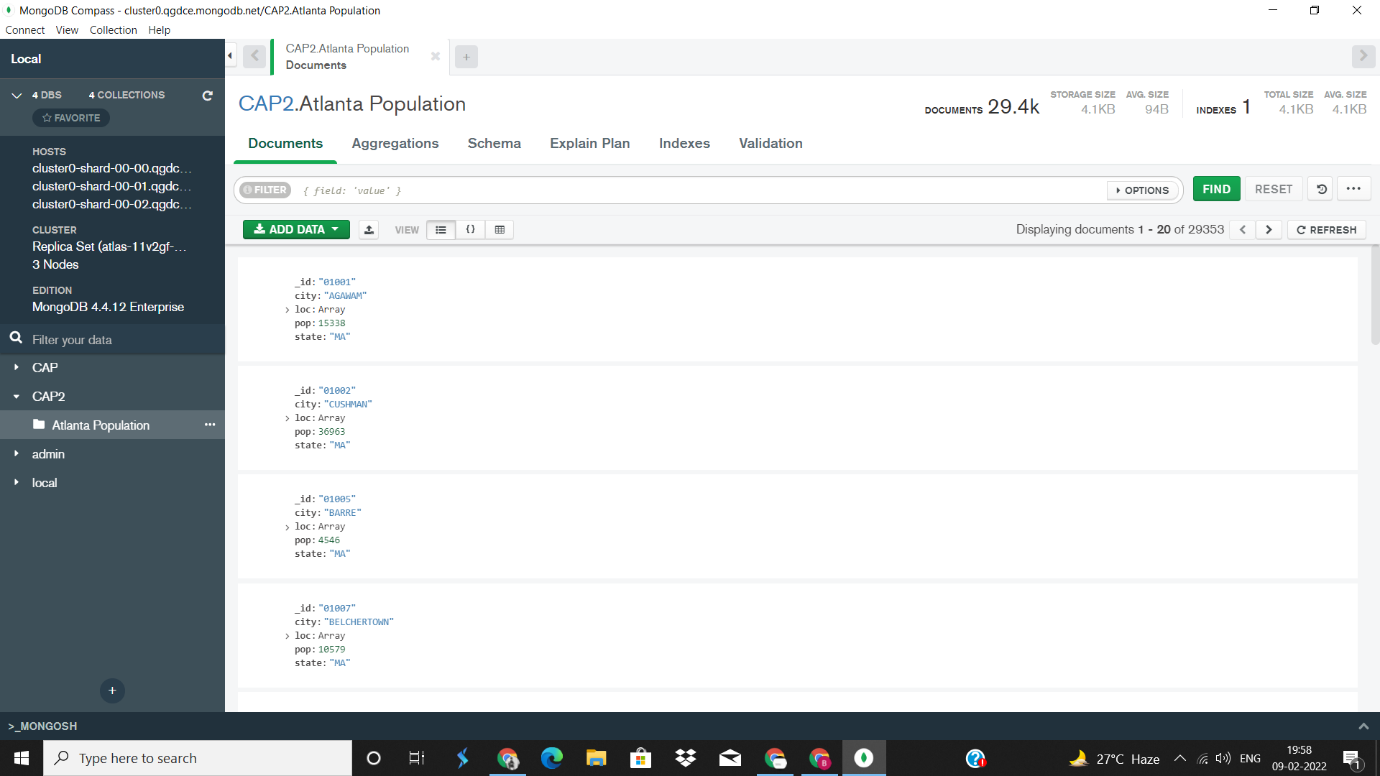 MongoDB Compass - cluster0.qgdce.mongodb.net/CAP2.Atlanta Population
Connect View Collection Help
Local
4 DBS 4 COLLECTIONS
FAVORITE
HOSTS
cluster0-shard-00-00.qgdc...
cluster0-shard-00-01.qgdc...
cluster0-shard-00-02.qgdc...
CLUSTER
Replica Set (atlas-11v2gf-...
3 Nodes
EDITION
MongoDB 4.4.12 Enterprise
Filter your data
CAP
CAP2
Atlanta Population
admin
local
>_MONGOSH
CAP2.Atlanta Population
Documents
CAP2.Atlanta Population
DOCUMENTS 29.4k
STORAGE SIZE 4.1KB
AVG. SIZE 94B
INDEXES 1
TOTAL SIZE 4.1KB
AVG. SIZE 4.1KB
Documents Aggregations Schema Explain Plan Indexes Validation
FILTER { field: 'value' } OPTIONS FIND RESET
ADD DATA VIEW {} Displaying documents 1 - 20 of 29353 REFRESH
_id: "01001"
city: "AGAWAM"
loc: Array
pop: 15338
state: "MA"
_id: "01002"
city: "CUSHMAN"
loc: Array
pop: 36963
state: "MA"
_id: "01005"
city: "BARRE"
loc: Array
pop: 4546
state: "MA"
_id: "01007"
city: "BELCHERTOWN"
loc: Array
pop: 10579
state: "MA"
Type here to search
27°C Haze
ENG
19:58
09-02-2022
1